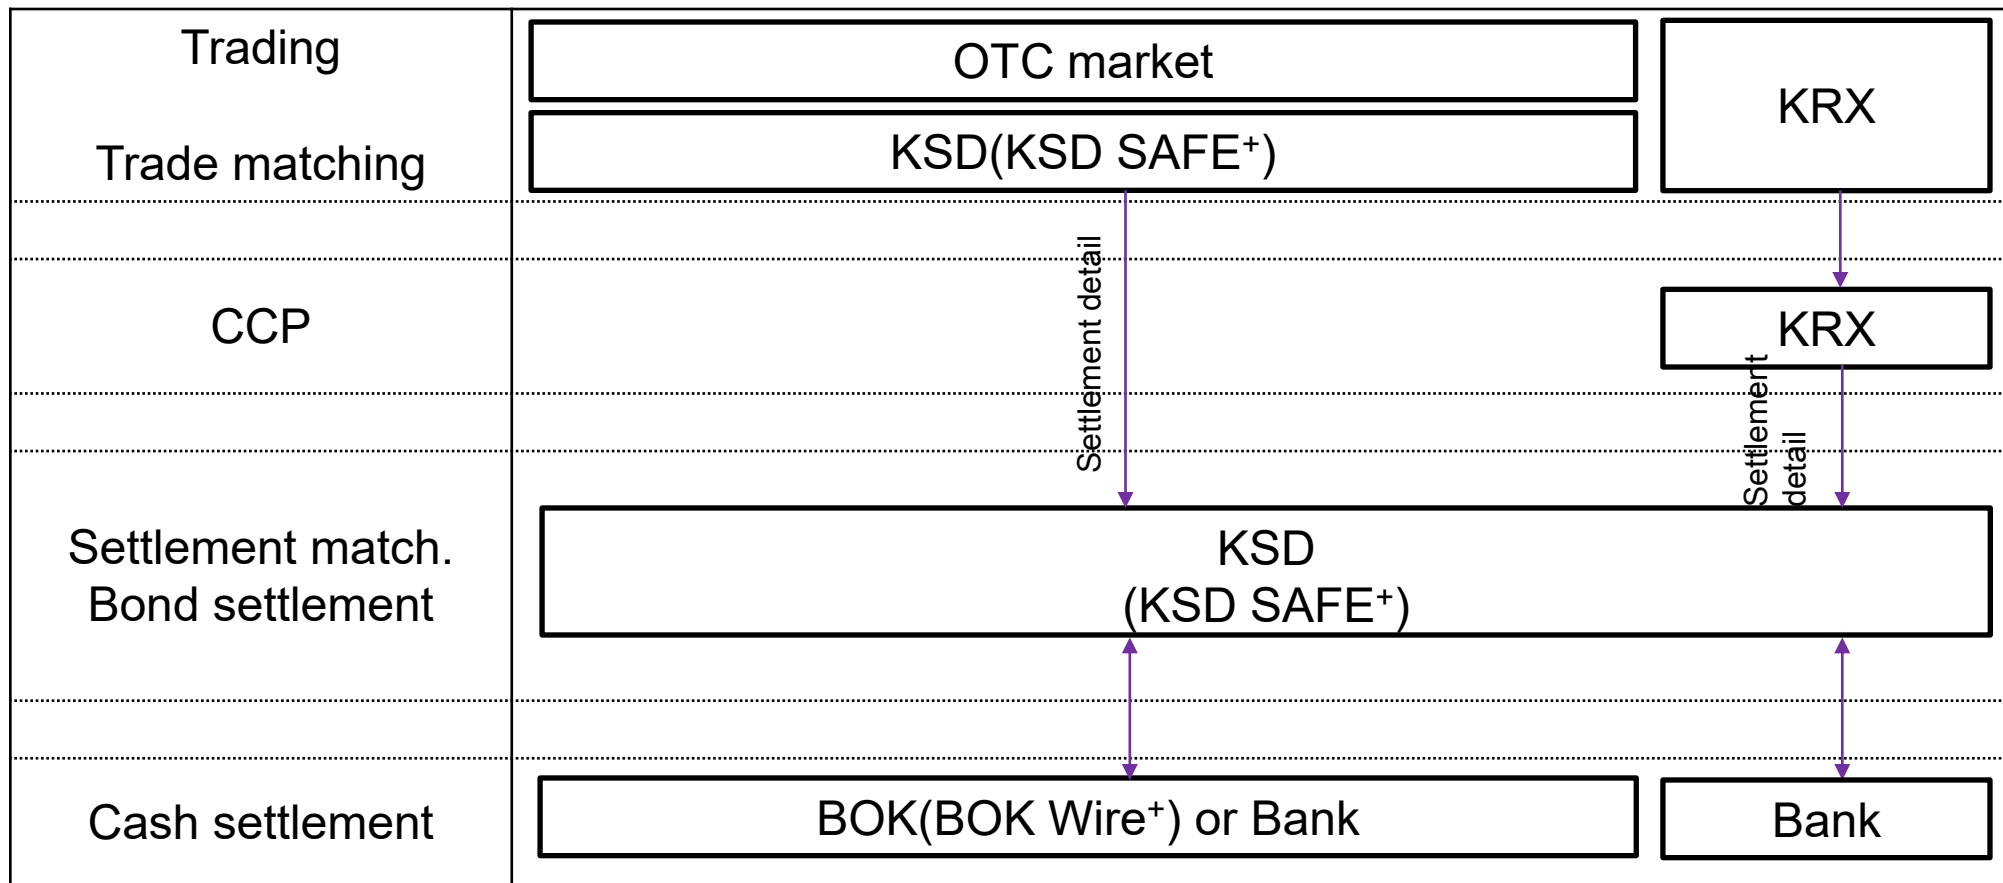 Trading
OTC market
KRX
Trade matching
KSD(KSD SAFE⁺)
Settlement detail
CCP
KRX
Settlement
detail
Settlement match.
Bond settlement
KSD
(KSD SAFE⁺)
Cash settlement
BOK(BOK Wire⁺) or Bank
Bank